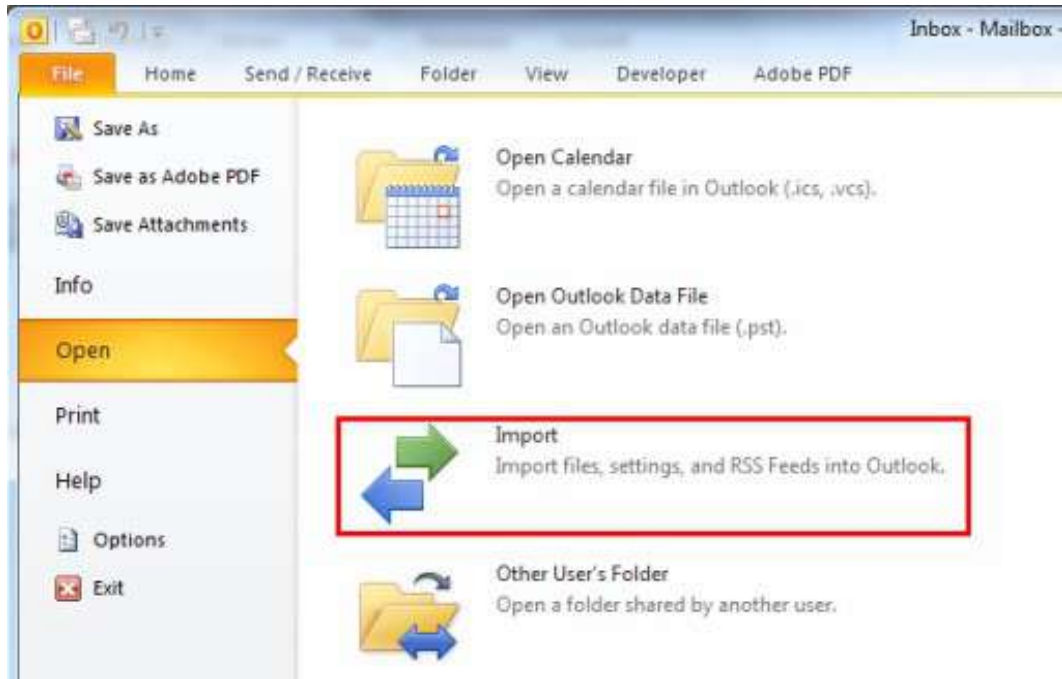 Inbox - Mailbox -
File Home Send / Receive Folder View Developer Adobe PDF
Save As
Save as Adobe PDF
Save Attachments
Info
Open
Print
Help
Options
Exit
Open Calendar
Open a calendar file in Outlook (.ics, .vcs).
Open Outlook Data File
Open an Outlook data file (.pst).
Import
Import files, settings, and RSS Feeds into Outlook.
Other User's Folder
Open a folder shared by another user.